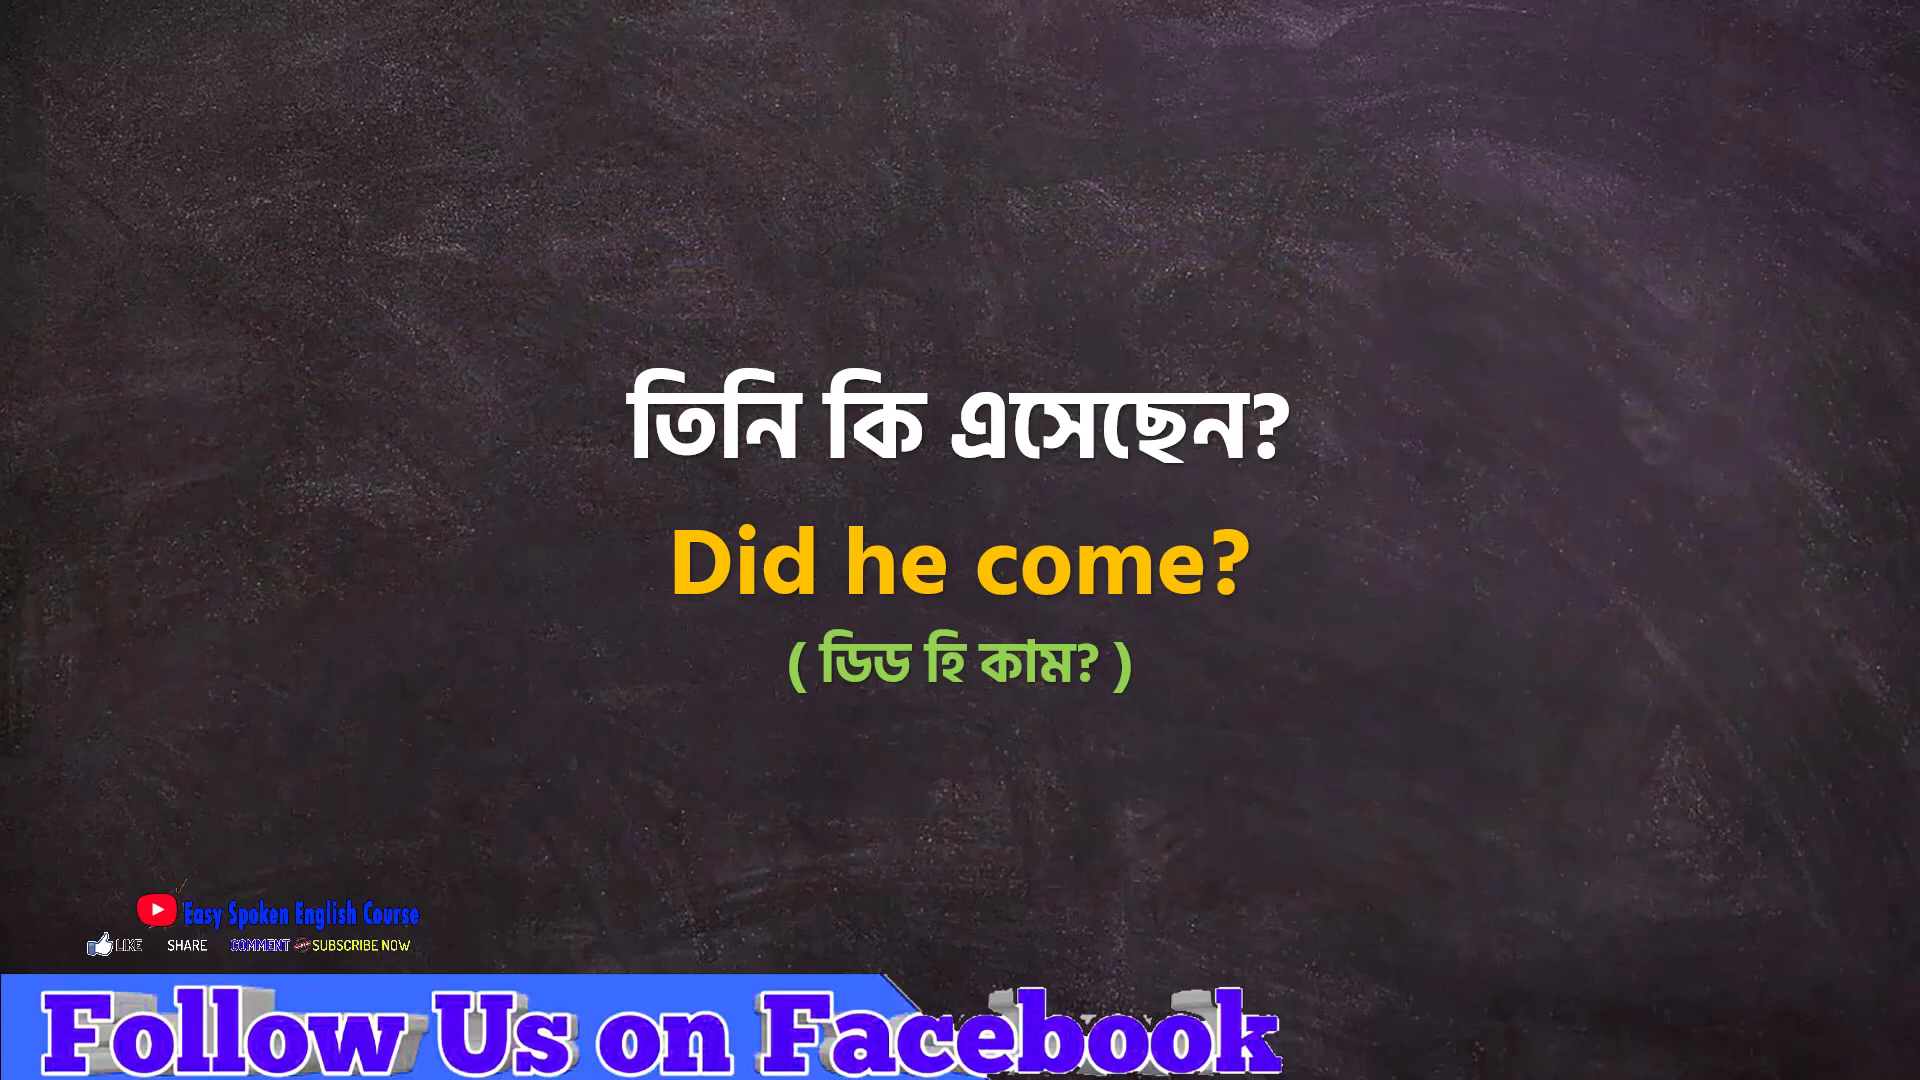 তিনি কি এসেছেন?
Did he come?
( ডিড হি কাম? )
Easy Spoken English Course
LIKE SHARE COMMENT SUBSCRIBE NOW
Follow Us on Facebook